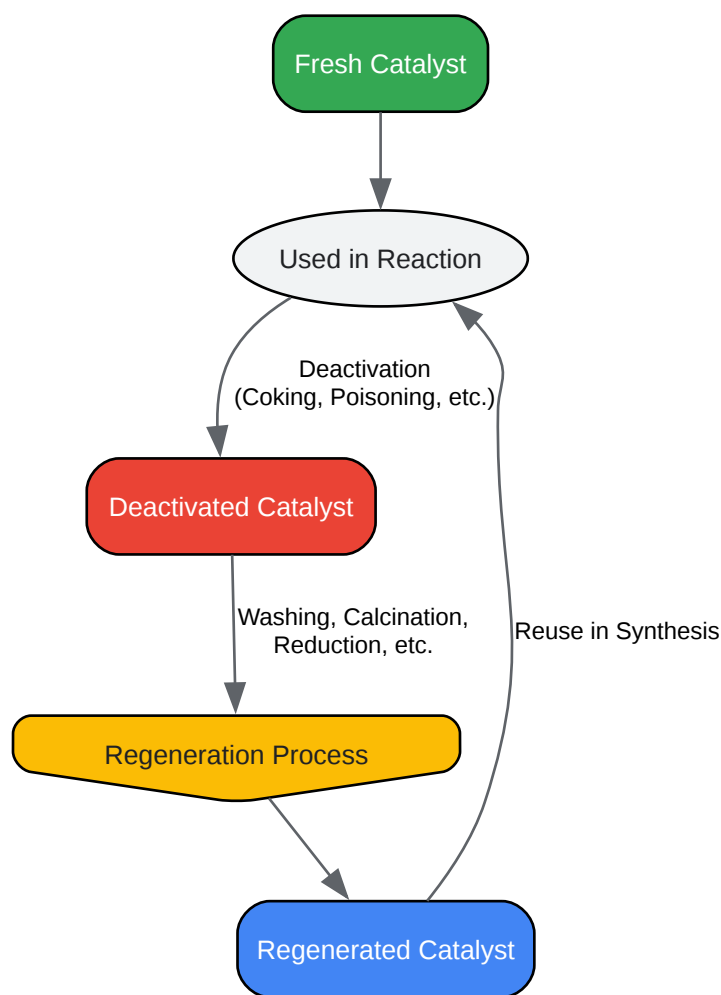 Fresh Catalyst
Used in Reaction
Deactivation
(Coking, Poisoning, etc.)
Deactivated Catalyst
Washing, Calcination,
Reduction, etc.
Reuse in Synthesis
Regeneration Process
Regenerated Catalyst